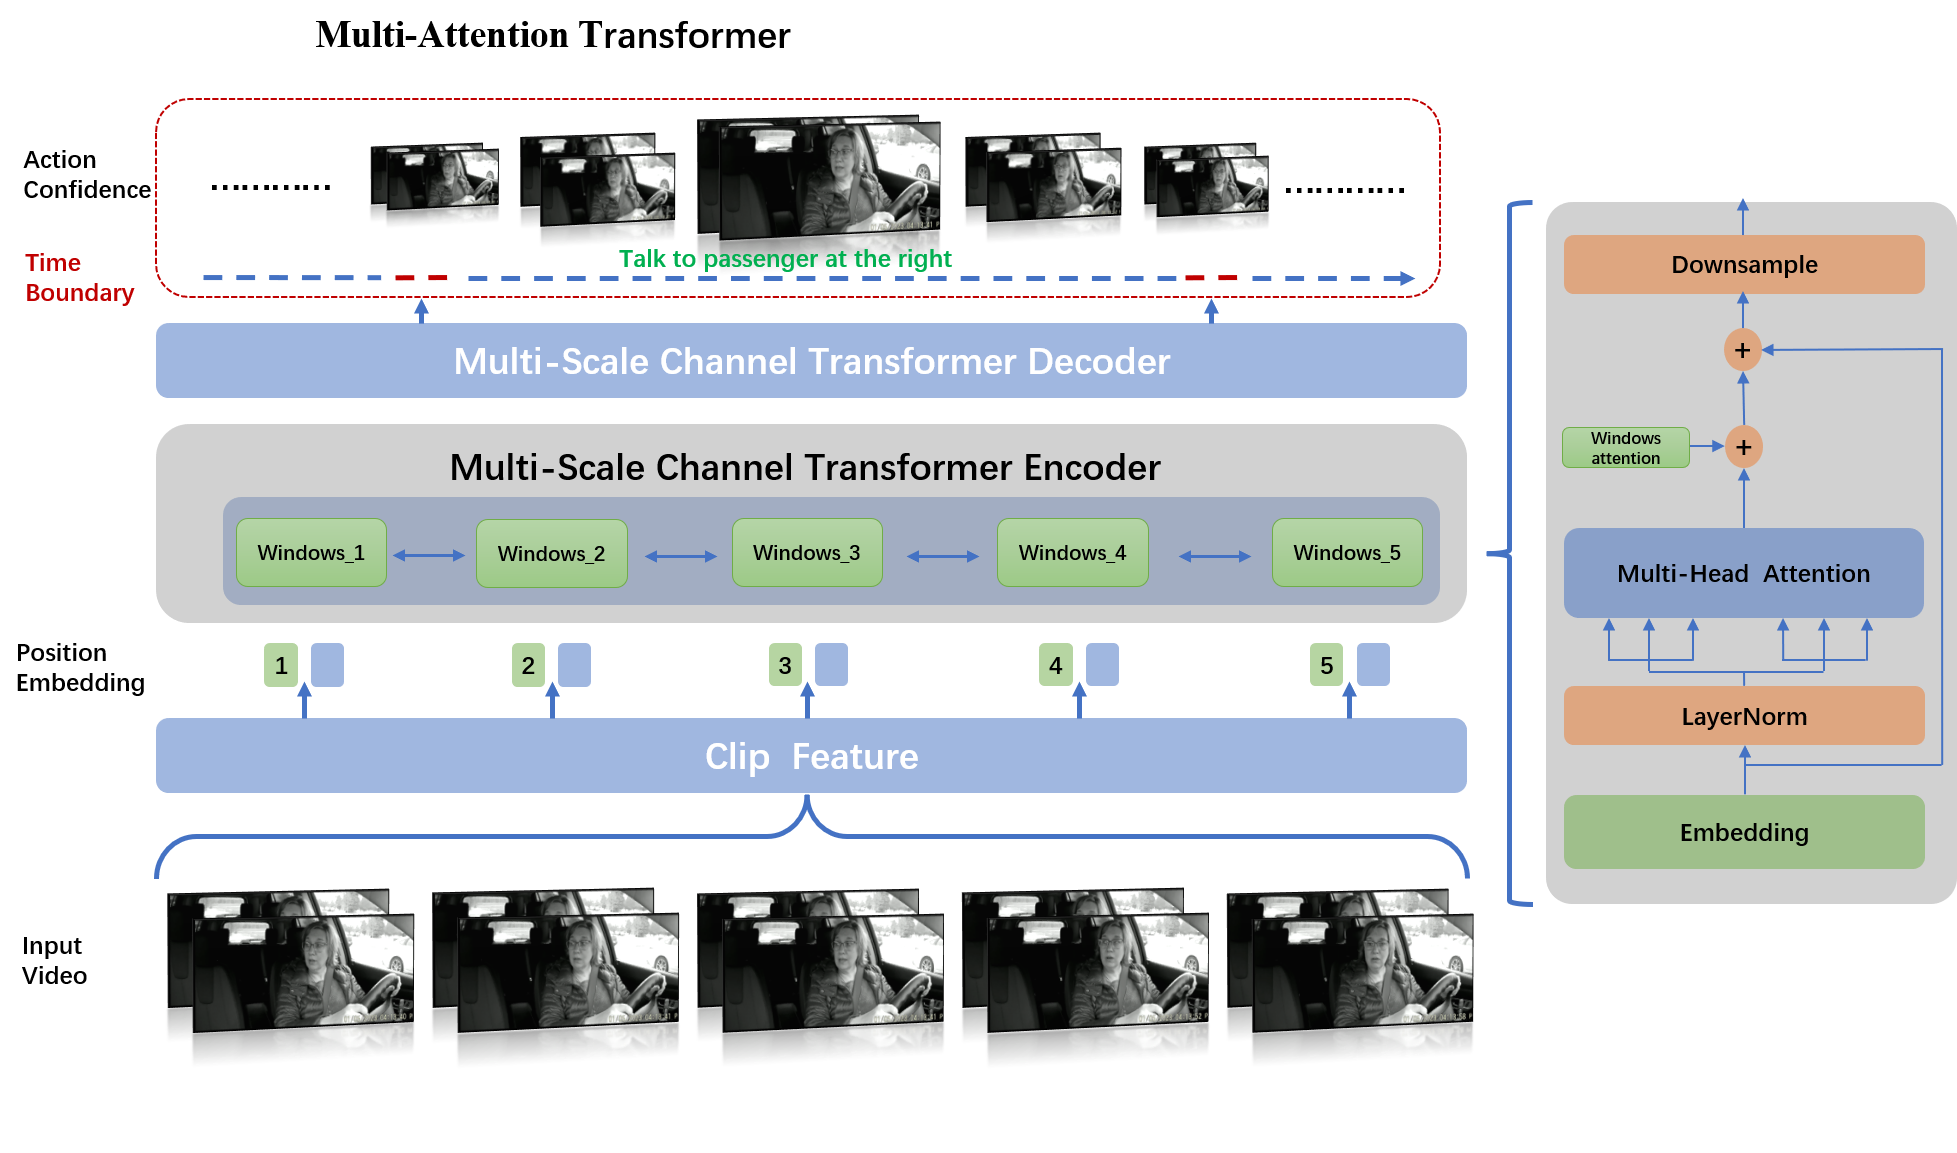 Multi-Attention Transformer
Action
Confidence
............
............
Time
Boundary
Talk to passenger at the right
Multi-Scale Channel Transformer Decoder
Multi-Scale Channel Transformer Encoder
Windows_1
Windows_2
Windows_3
Windows_4
Windows_5
Position
Embedding
1
2
3
4
5
Clip Feature
Input
Video
Downsample
+
Windows
attention
+
Multi-Head Attention
LayerNorm
Embedding